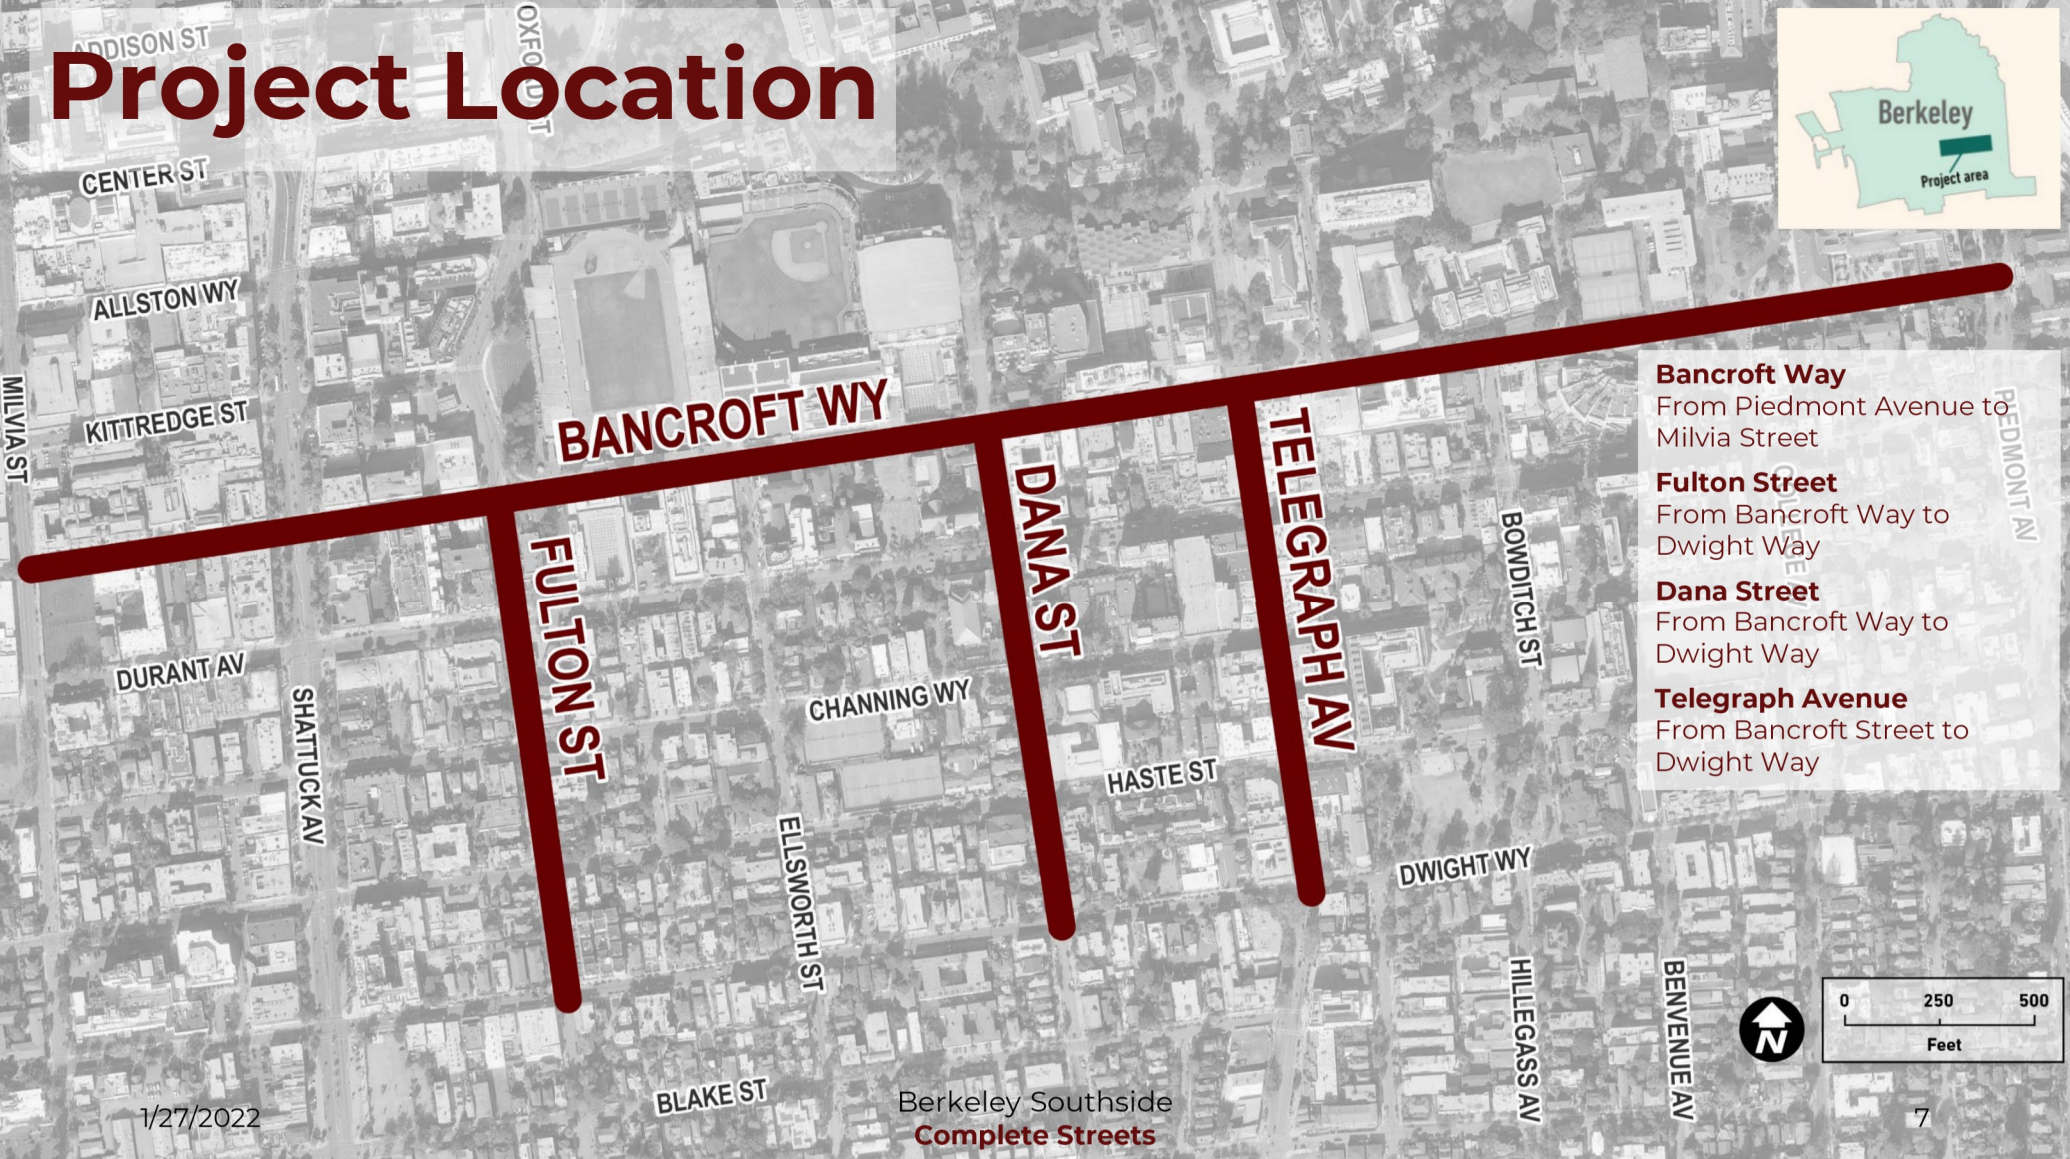 Project Location
ADDISON ST
OXFORD ST
CENTER ST
ALLSTON WY
KITTREDGE ST
MILVIA ST
BANCROFT WY
DURANT AV
SHATTUCK AV
FULTON ST
DANA ST
TELEGRAPH AV
CHANNING WY
HASTE ST
ELLSWORTH ST
BLAKE ST
BOWDITCH ST
DWIGHT WY
HILLEGASS AV
BENVENUE AV
PIEDMONT AV
COLLEGE AV
Berkeley
Project area
Bancroft Way
From Piedmont Avenue to
Milvia Street
Fulton Street
From Bancroft Way to
Dwight Way
Dana Street
From Bancroft Way to
Dwight Way
Telegraph Avenue
From Bancroft Street to
Dwight Way
N
0 250 500
Feet
1/27/2022
Berkeley Southside
Complete Streets
7